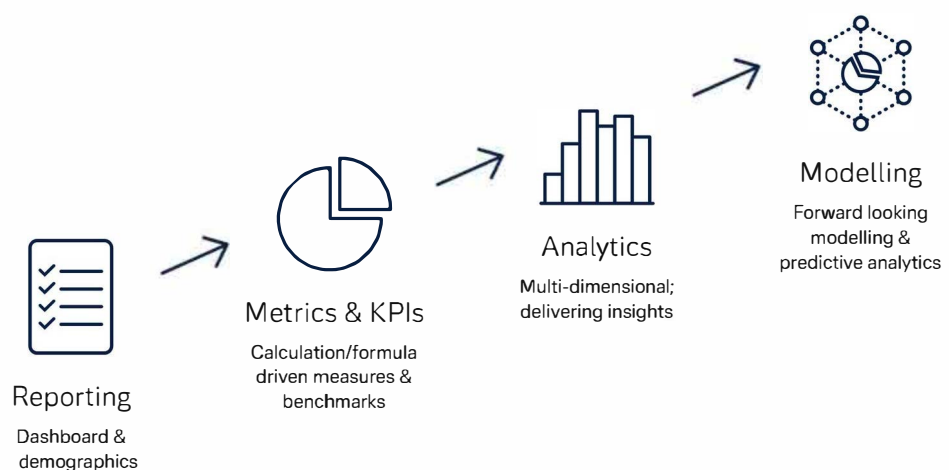 Reporting
Dashboard &
demographics
Metrics & KPIs
Calculation/formula
driven measures &
benchmarks
Analytics
Multi-dimensional;
delivering insights
Modelling
Forward looking
modelling &
predictive analytics